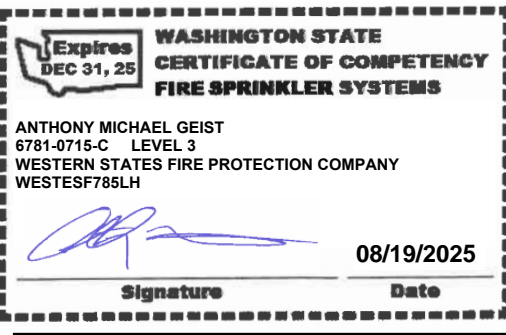 Expires
DEC 31, 25
WASHINGTON STATE
CERTIFICATE OF COMPETENCY
FIRE SPRINKLER SYSTEMS
ANTHONY MICHAEL GEIST
6781-0715-C LEVEL 3
WESTERN STATES FIRE PROTECTION COMPANY
WESTESF785LH
08/19/2025
Signature Date